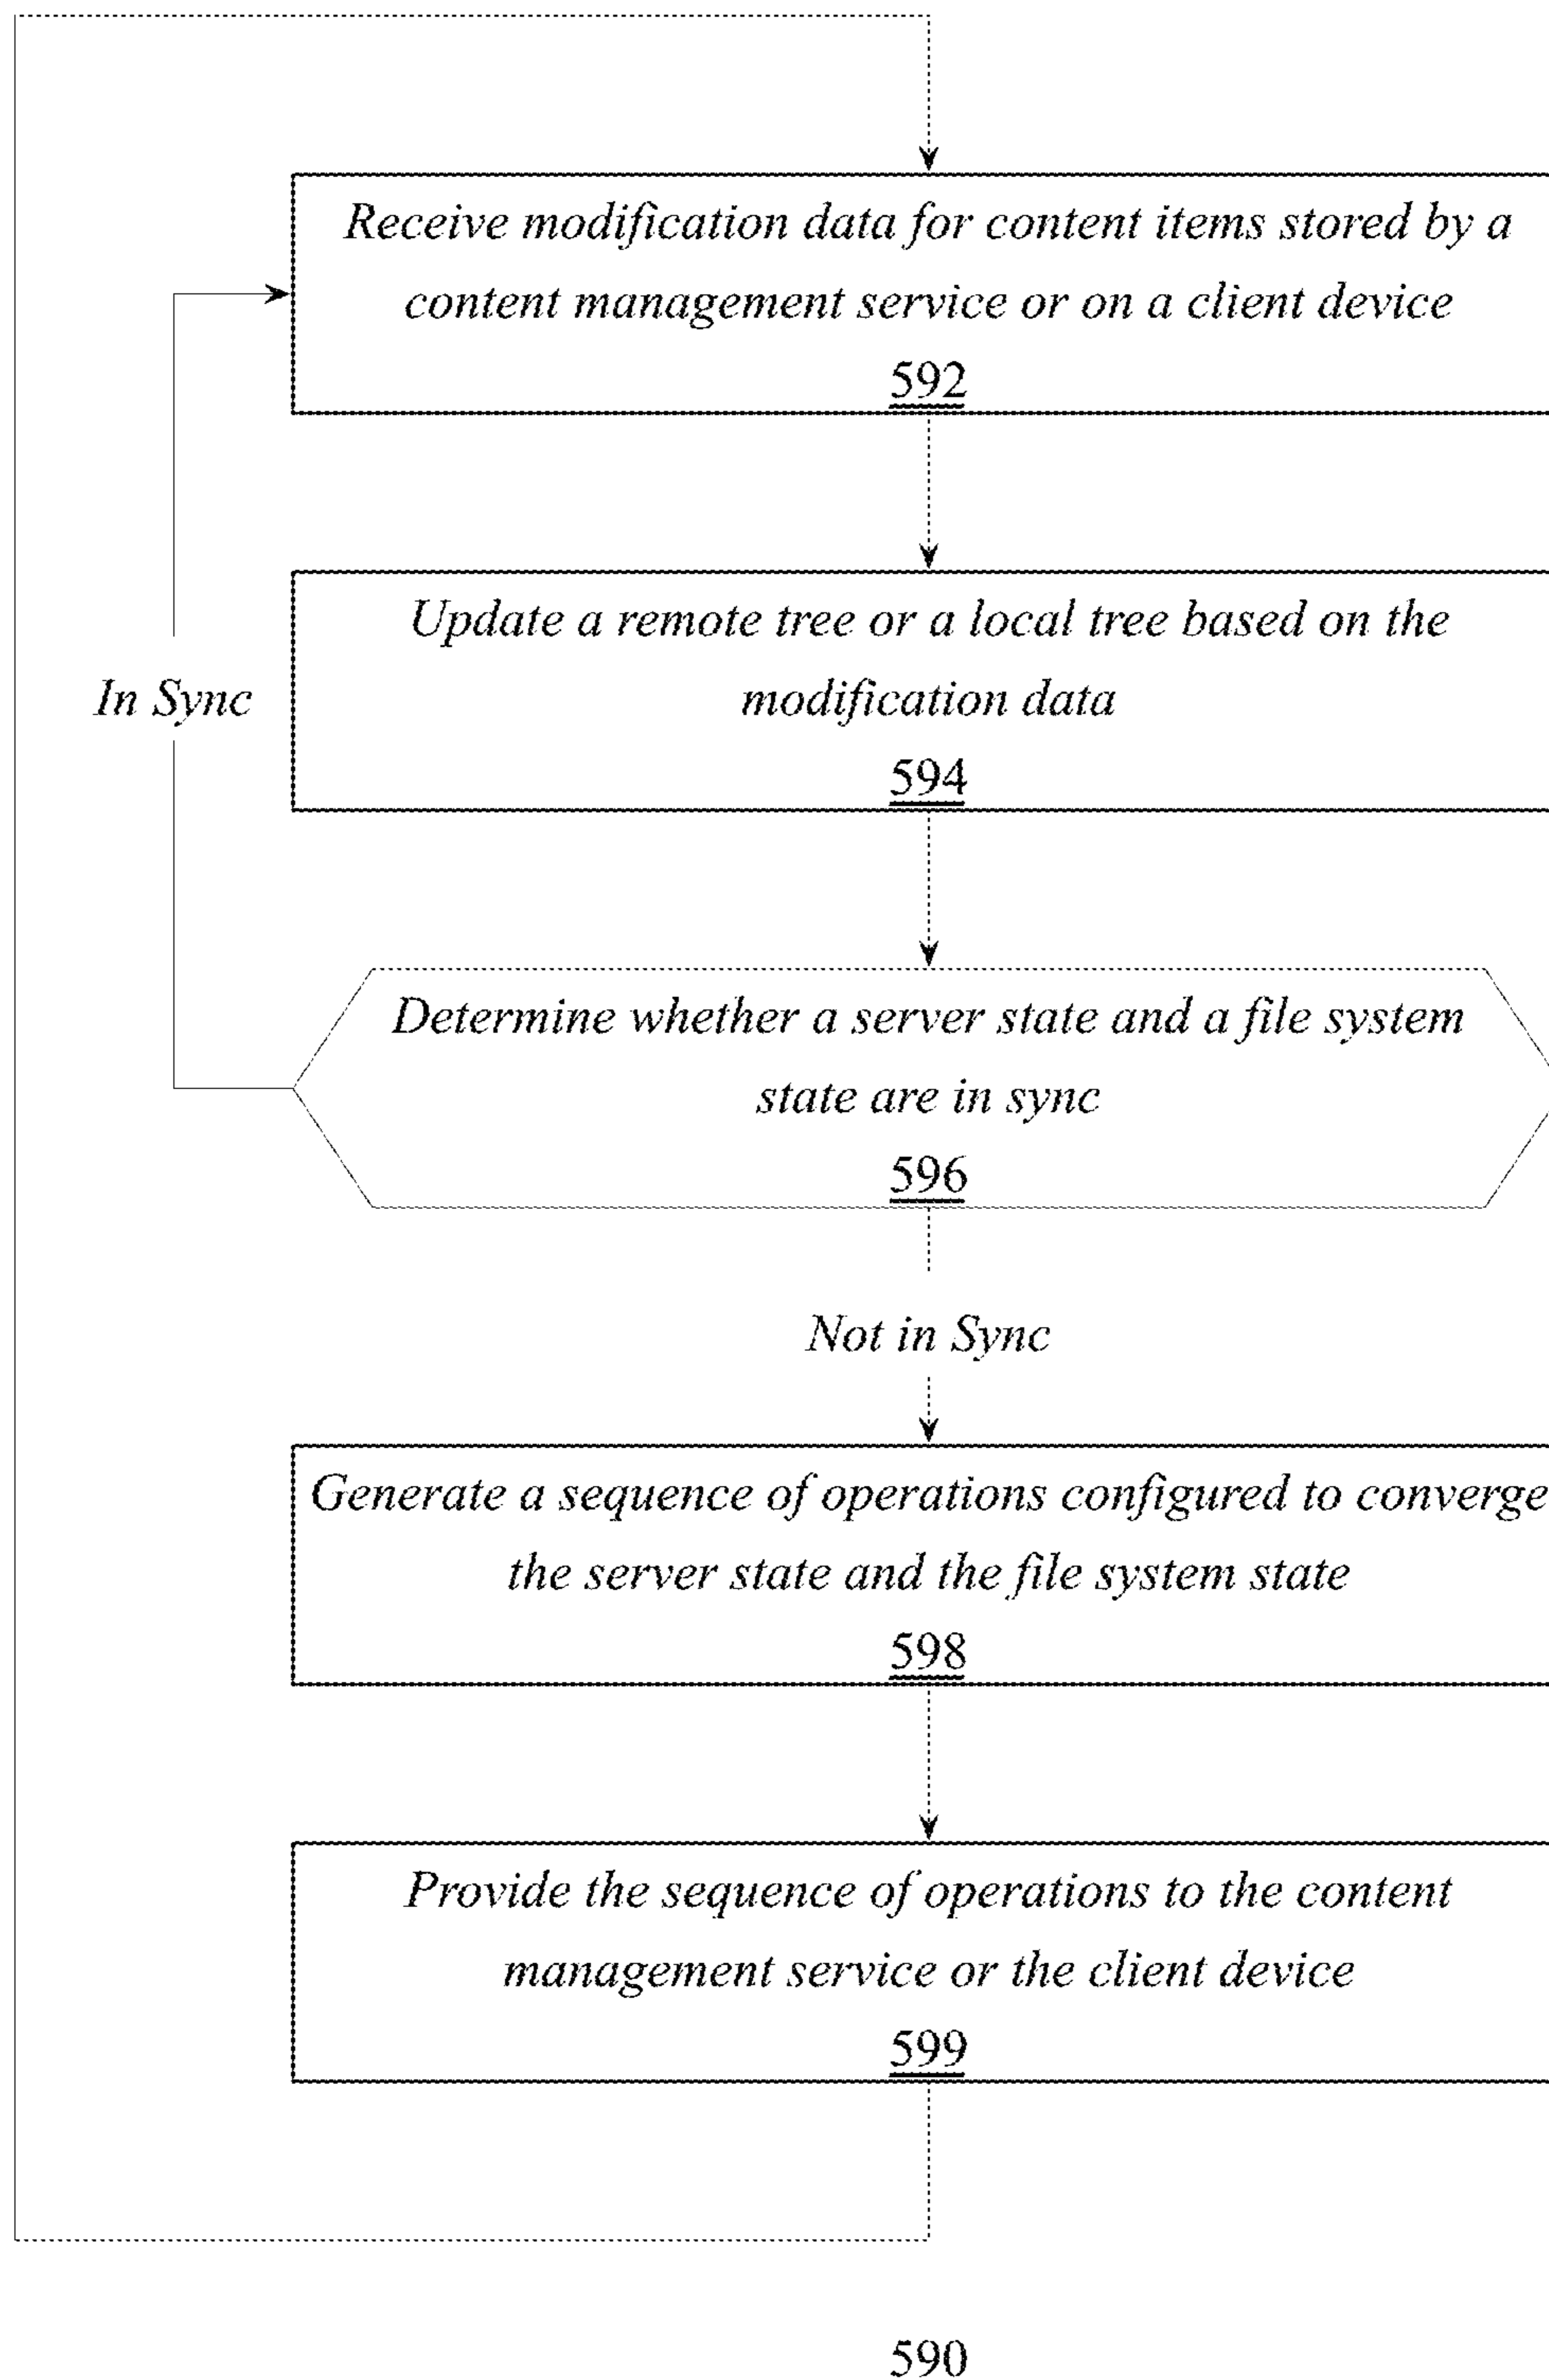 Receive modification data for content items stored by a
content management service or on a client device
592
Update a remote tree or a local tree based on the
modification data
594
In Sync
Determine whether a server state and a file system
state are in sync
596
Not in Sync
Generate a sequence of operations configured to converge
the server state and the file system state
598
Provide the sequence of operations to the content
management service or the client device
599
590